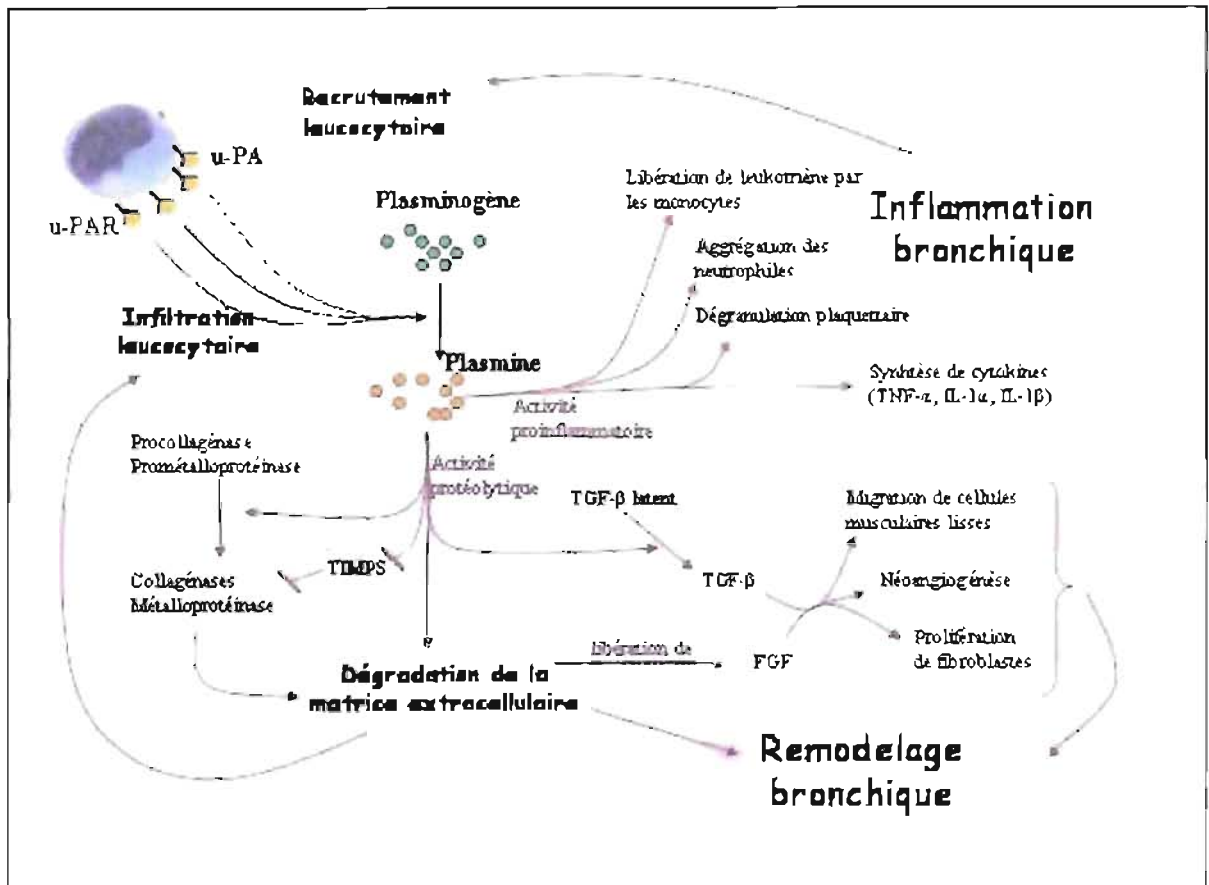 Recrutement
leucocytaire
u-PA
u-PAR
Plasminogène
Libération de leukotriène par
les monocytes
Inflammation
bronchique
Aggrégation des
neutrophiles
Dégranulation plaquettaire
Infiltration
leucocytaire
Plasmine
Synthèse de cytokines
(TNF-α, IL-1α, IL-1β)
Activité
proinflammatoire
Procollagénase
Prométalloprotéinase
Activité
protéolytique
TGF-β latent
Migration de cellules
musculaires lisses
TIMPS
Collagénases
Métalloprotéinase
TGF-β
Néoangiogénèse
Prolifération
de fibroblastes
libération de
FGF
Dégradation de la
matrice extracellulaire
Remodelage
bronchique